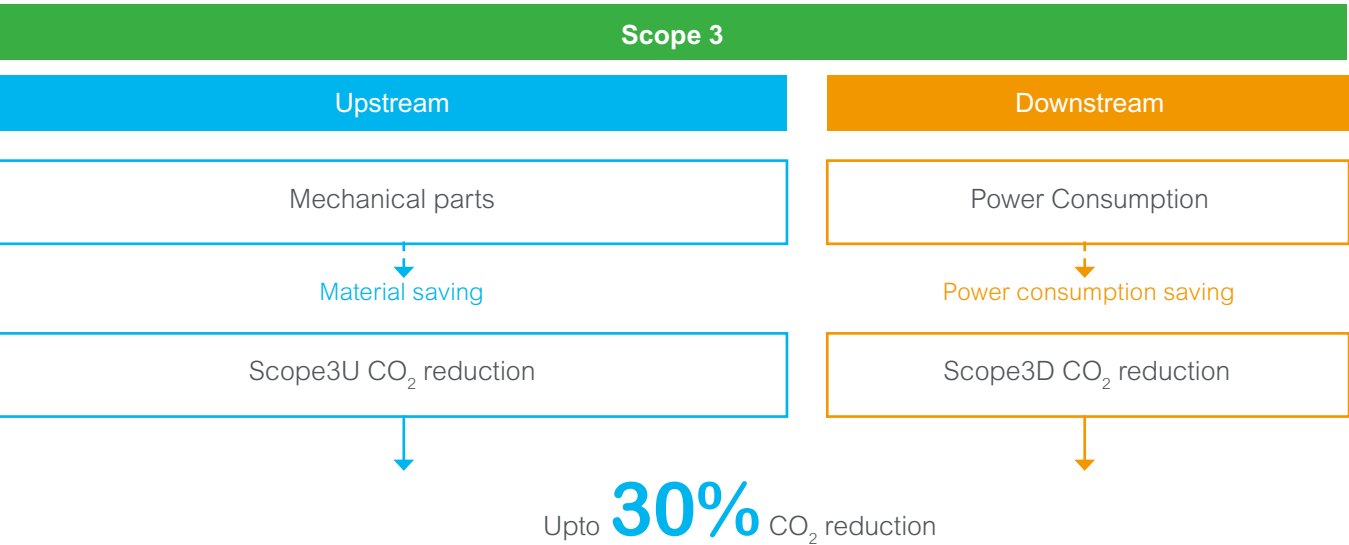 Scope 3
Upstream
Downstream
Mechanical parts
Power Consumption
Material saving
Power consumption saving
Scope3U CO₂ reduction
Scope3D CO₂ reduction
Upto 30% CO₂ reduction